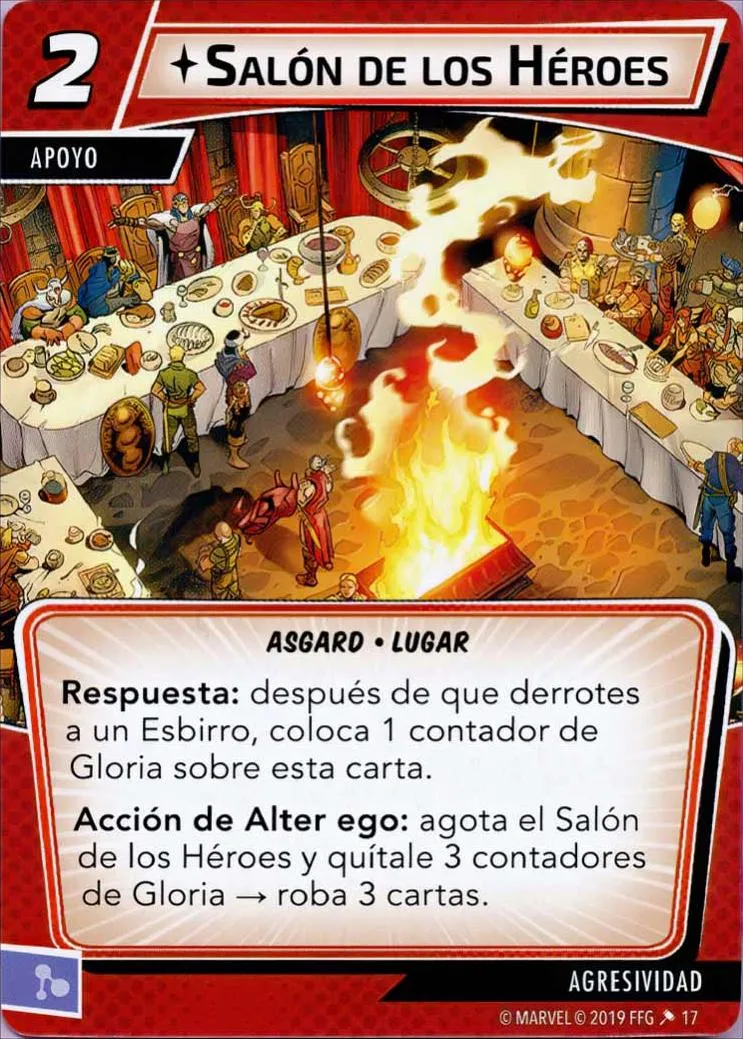 2
SALÓN DE LOS HÉROES
APOYO
ASGARD • LUGAR
Respuesta: después de que derrotes
a un Esbirro, coloca 1 contador de
Gloria sobre esta carta.
Acción de Alter ego: agota el Salón
de los Héroes y quítale 3 contadores
de Gloria → roba 3 cartas.
AGRESIVIDAD
© MARVEL © 2019 FFG 17